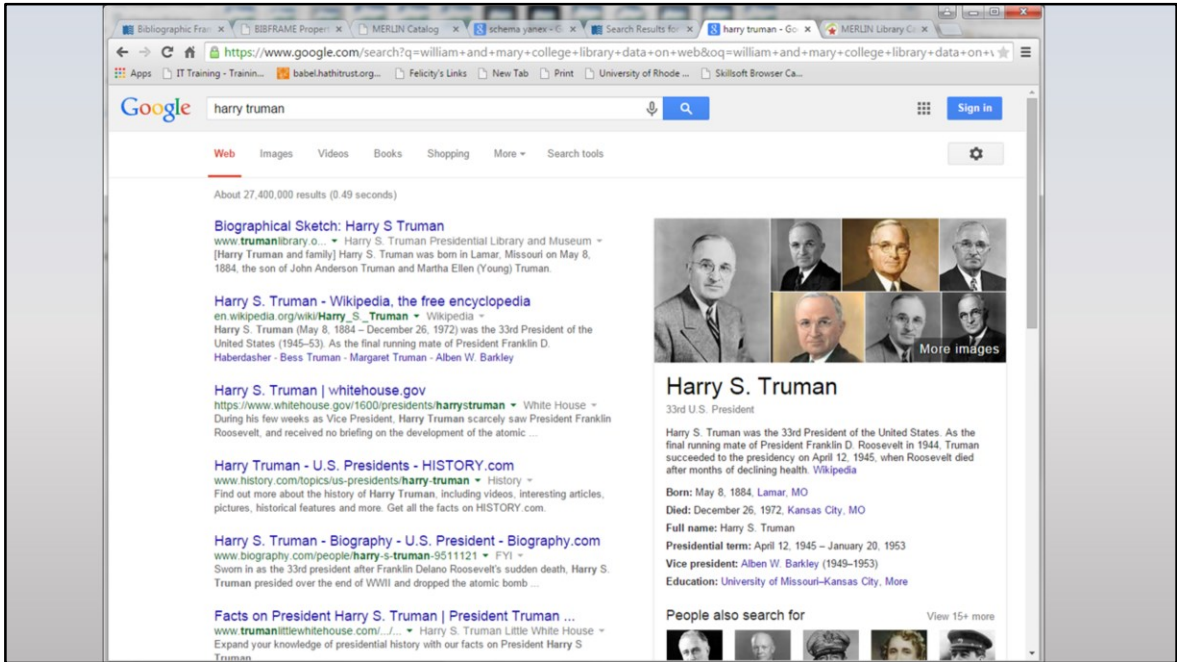 Bibliographic Fran
BIBFRAME Propert
MERLIN Catalog
schema yanex - G
Search Results for
harry truman - Go
MERLIN Library Ca
https://www.google.com/search?q=william+and+mary+college+library+data+on+web&oq=william+and+mary+college+library+data+on+v
Apps IT Training - Trainin... babel.hathitrust.org... Felicity's Links New Tab Print University of Rhode ... Skillsoft Browser Ca...
Google harry truman Sign in
Web Images Videos Books Shopping More Search tools
About 27,400,000 results (0.49 seconds)
Biographical Sketch: Harry S Truman
www.trumanlibrary.o... Harry S. Truman Presidential Library and Museum
[Harry Truman and family] Harry S. Truman was born in Lamar, Missouri on May 8,
1884, the son of John Anderson Truman and Martha Ellen (Young) Truman.
Harry S. Truman - Wikipedia, the free encyclopedia
en.wikipedia.org/wiki/Harry_S._Truman Wikipedia
Harry S. Truman (May 8, 1884 – December 26, 1972) was the 33rd President of the
United States (1945–53). As the final running mate of President Franklin D.
Haberdasher - Bess Truman - Margaret Truman - Alben W. Barkley
Harry S. Truman | whitehouse.gov
https://www.whitehouse.gov/1600/presidents/harrystruman White House
During his few weeks as Vice President, Harry Truman scarcely saw President Franklin
Roosevelt, and received no briefing on the development of the atomic ...
Harry Truman - U.S. Presidents - HISTORY.com
www.history.com/topics/us-presidents/harry-truman History
Find out more about the history of Harry Truman, including videos, interesting articles,
pictures, historical features and more. Get all the facts on HISTORY.com.
Harry S. Truman - Biography - U.S. President - Biography.com
www.biography.com/people/harry-s-truman-9511121 FYI
Sworn in as the 33rd president after Franklin Delano Roosevelt's sudden death, Harry S.
Truman presided over the end of WWII and dropped the atomic bomb ...
Facts on President Harry S. Truman | President Truman ...
www.trumanlittlewhitehouse.com/.../... Harry S. Truman Little White House
Expand your knowledge of presidential history with our facts on President Harry S
Truman
More images
Harry S. Truman
33rd U.S. President
Harry S. Truman was the 33rd President of the United States. As the
final running mate of President Franklin D. Roosevelt in 1944, Truman
succeeded to the presidency on April 12, 1945, when Roosevelt died
after months of declining health. Wikipedia
Born: May 8, 1884, Lamar, MO
Died: December 26, 1972, Kansas City, MO
Full name: Harry S. Truman
Presidential term: April 12, 1945 – January 20, 1953
Vice president: Alben W. Barkley (1949–1953)
Education: University of Missouri–Kansas City, More
People also search for View 15+ more